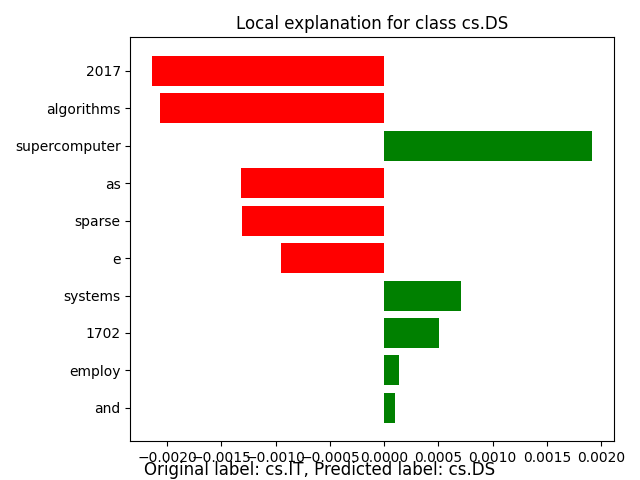 Local explanation for class cs.DS
2017
algorithms
supercomputer
as
sparse
e
systems
1702
employ
and
−0.0020 −0.0015 −0.0010 −0.0005 0.0000 0.0005 0.0010 0.0015 0.0020
Original label: cs.IT, Predicted label: cs.DS